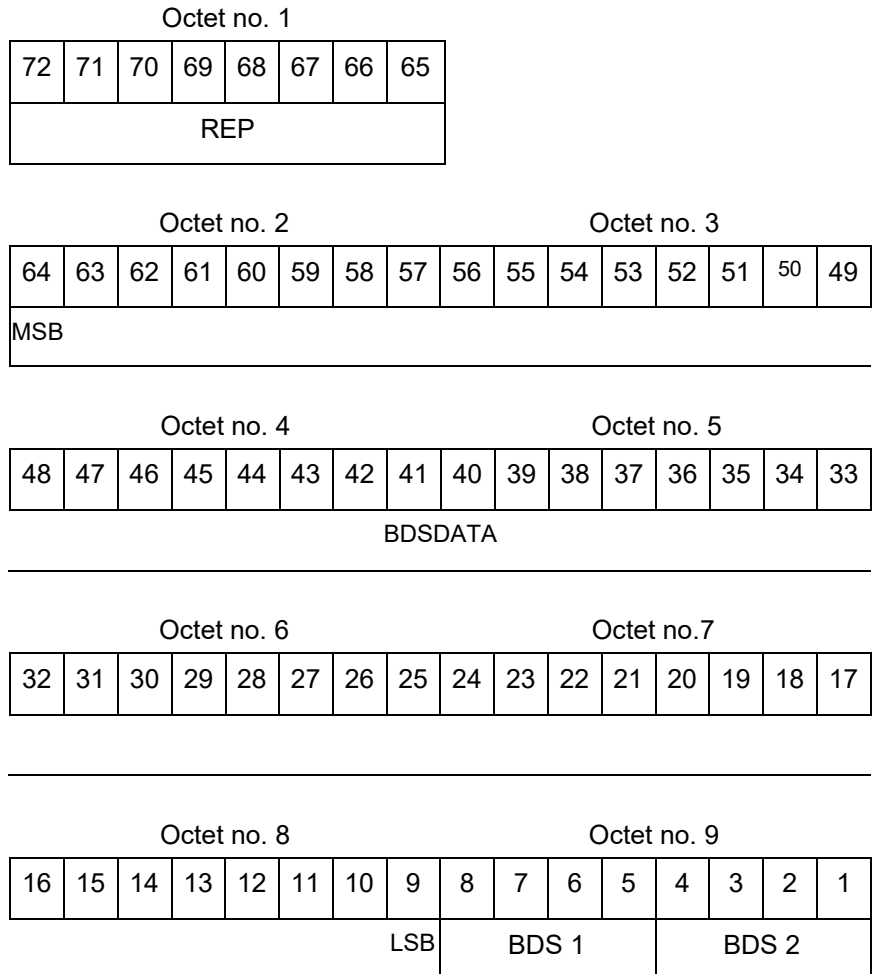 Octet no. 1
72 71 70 69 68 67 66 65
REP
Octet no. 2 Octet no. 3
64 63 62 61 60 59 58 57 56 55 54 53 52 51 50 49
MSB
Octet no. 4 Octet no. 5
48 47 46 45 44 43 42 41 40 39 38 37 36 35 34 33
BDSDATA
Octet no. 6 Octet no.7
32 31 30 29 28 27 26 25 24 23 22 21 20 19 18 17
Octet no. 8 Octet no. 9
16 15 14 13 12 11 10 9 8 7 6 5 4 3 2 1
LSB BDS 1 BDS 2